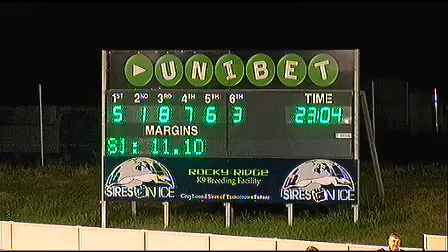 UNIBET
1ST 2ND 3RD 4TH 5TH 6TH TIME
5 1 8 7 6 3 23:04
MARGINS
SJ: 11.10
ROCKY RIDGE
K9 Breeding Facility
SIRES ON ICE
SIRES ON ICE